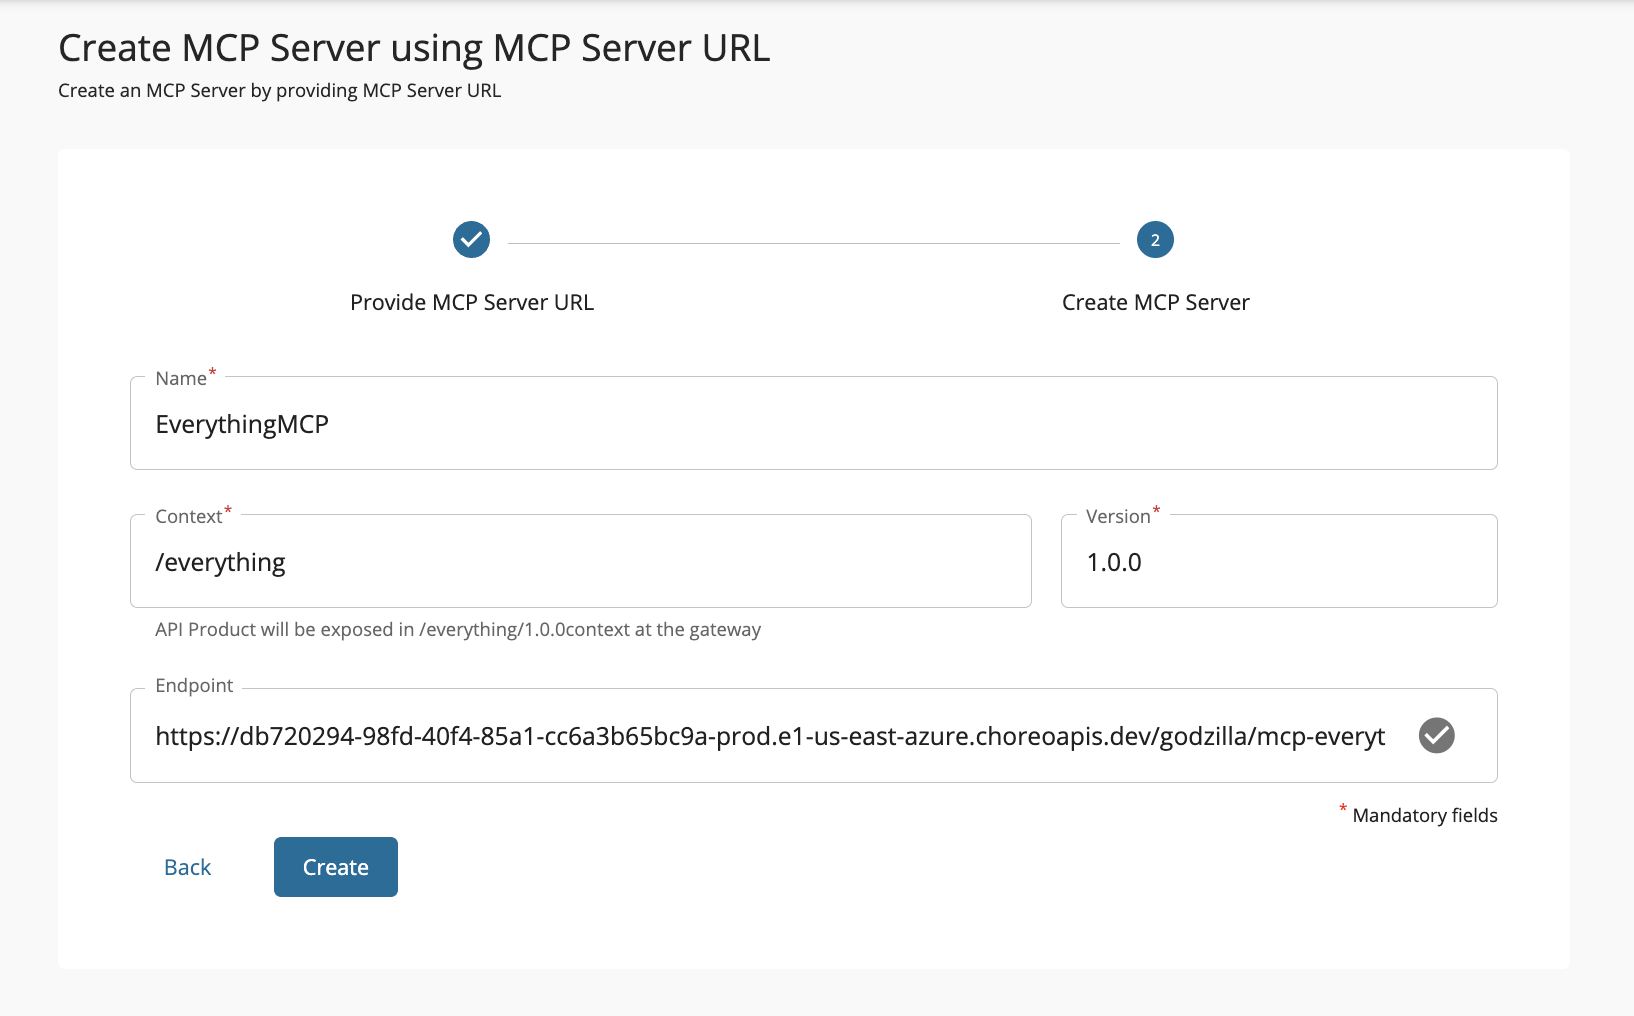 Create MCP Server using MCP Server URL
Create an MCP Server by providing MCP Server URL
2
Provide MCP Server URL
Create MCP Server
Name*
EverythingMCP
Context*
Version*
/everything
1.0.0
API Product will be exposed in /everything/1.0.0context at the gateway
Endpoint
https://db720294-98fd-40f4-85a1-cc6a3b65bc9a-prod.e1-us-east-azure.choreoapis.dev/godzilla/mcp-everyt
* Mandatory fields
Back
Create